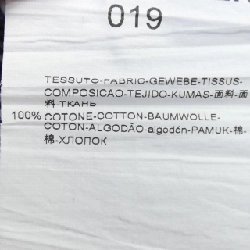 019
TESSUTO-FABRIC-GEWEBE-TISSUS-
COMPOSICAO-TEJIDO-KUMAS-面料-面
料 ТКАНЬ
100% COTONE-COTTON-BAUMWOLLE-
COTON-ALGODÃO algodón-PAMUK-棉-
棉-ХЛОПОК